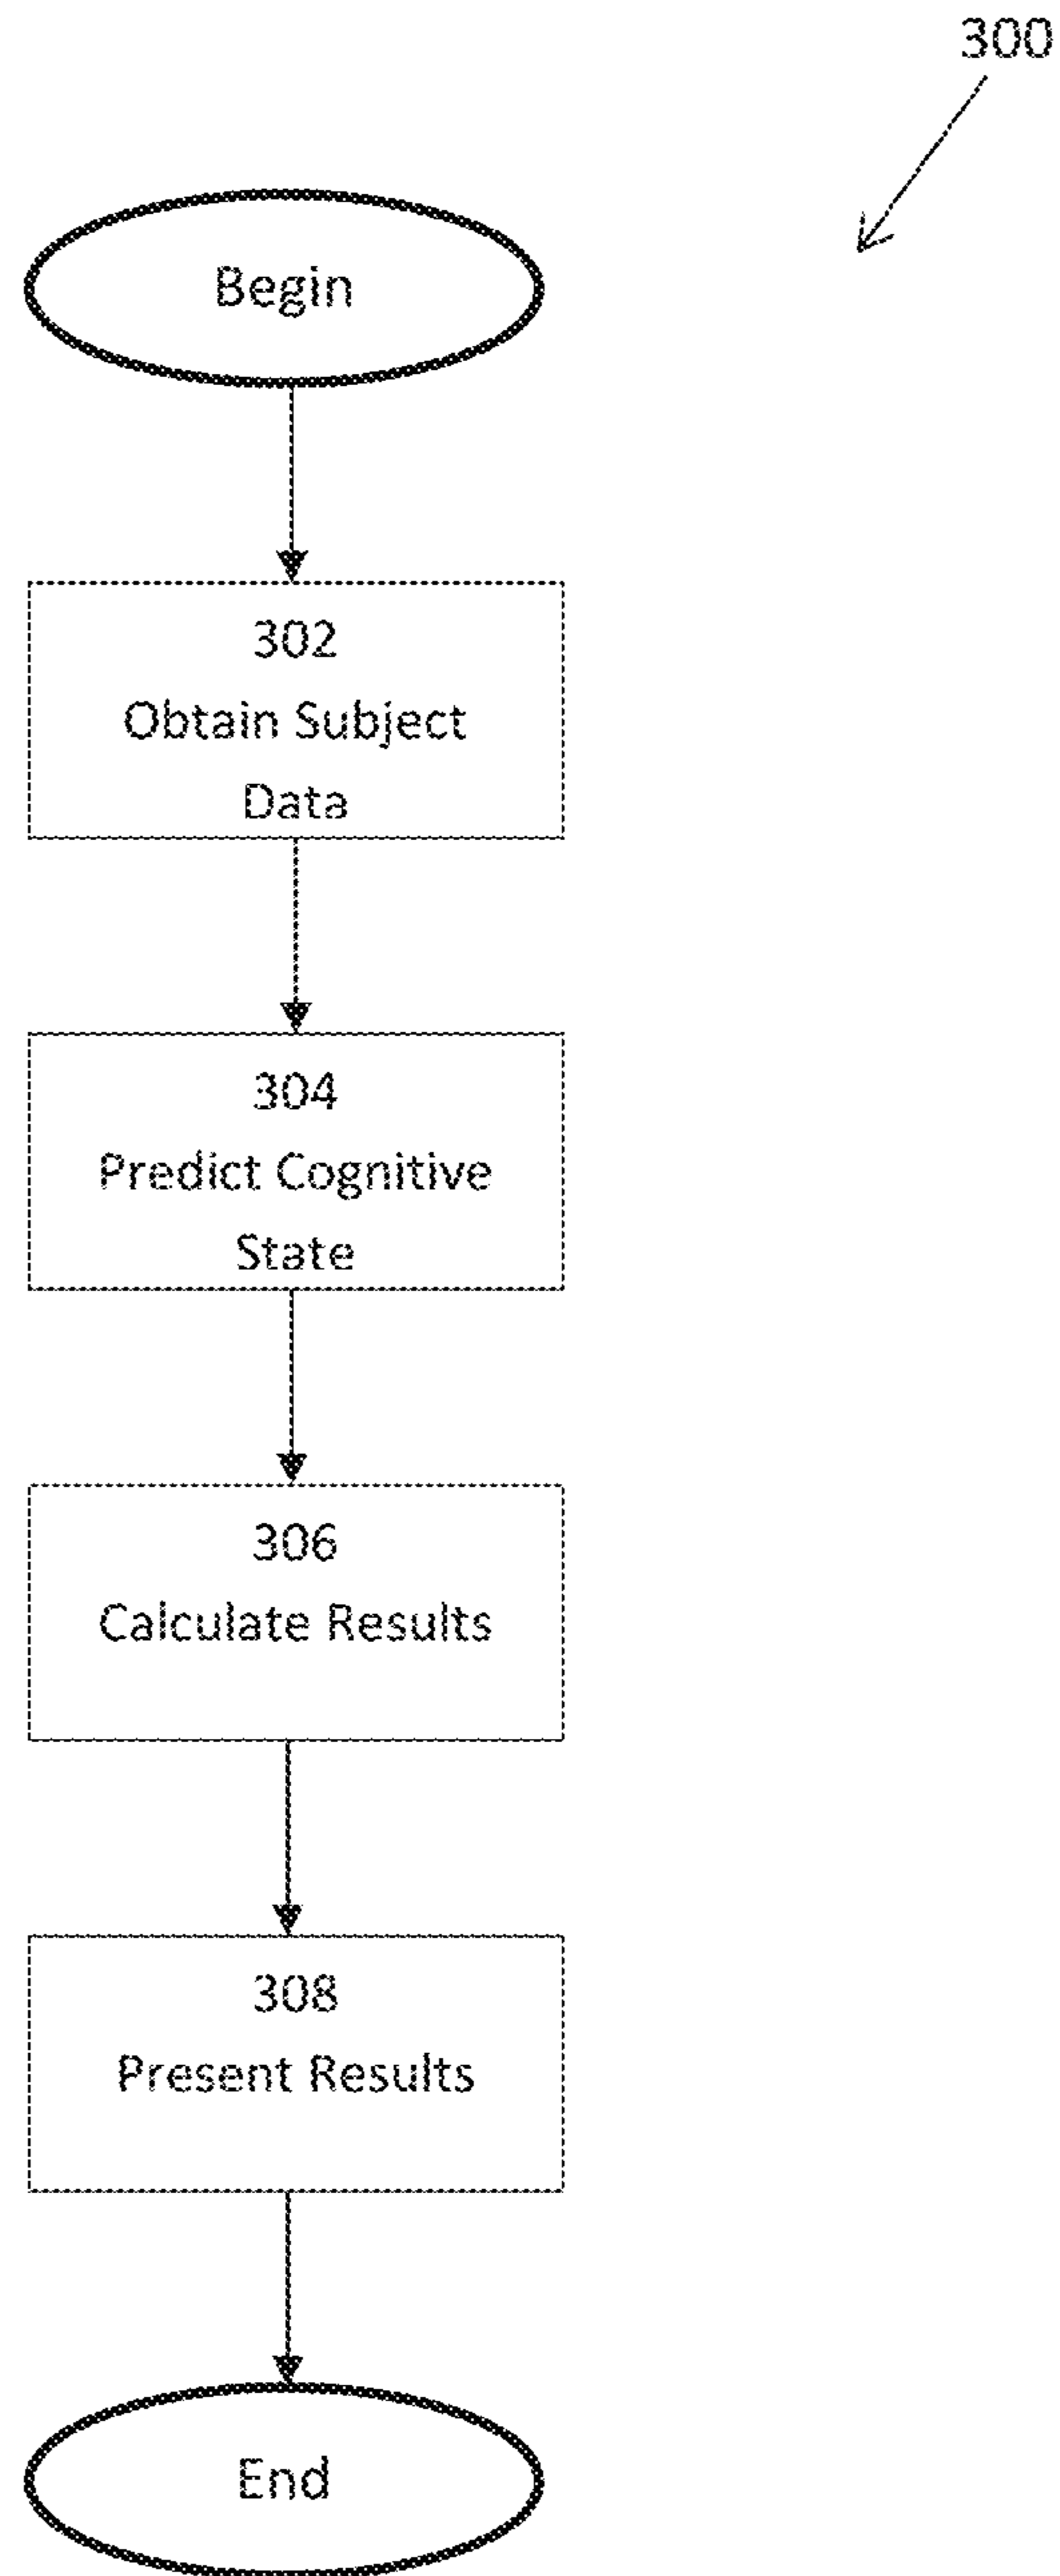 300
Begin
302
Obtain Subject
Data
304
Predict Cognitive
State
306
Calculate Results
308
Present Results
End